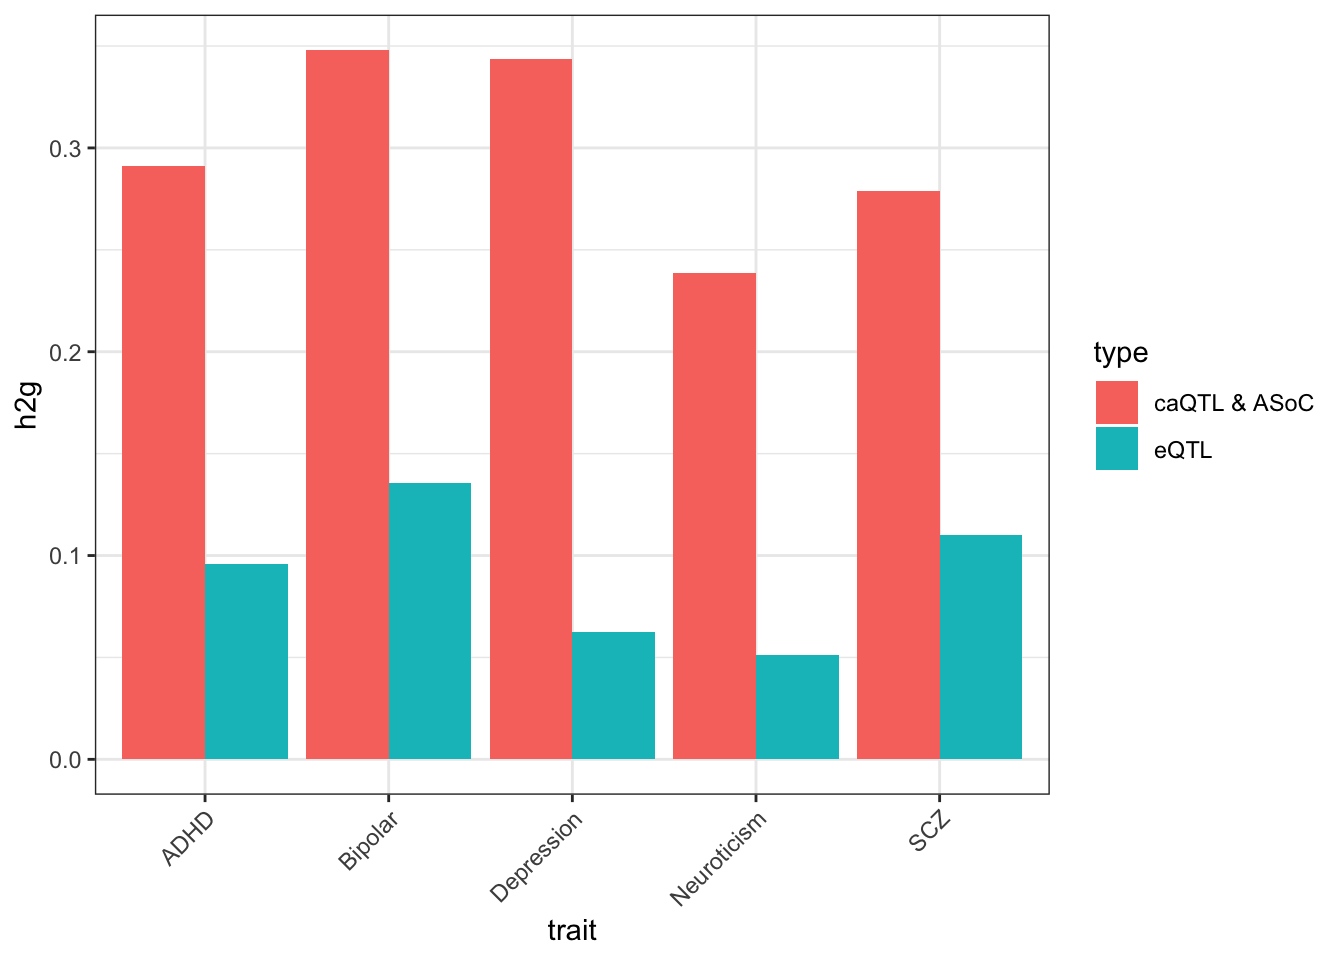 h2g
0.3
0.2
0.1
0.0
ADHD
Bipolar
Depression
Neuroticism
SCZ
trait
type
caQTL & ASoC
eQTL